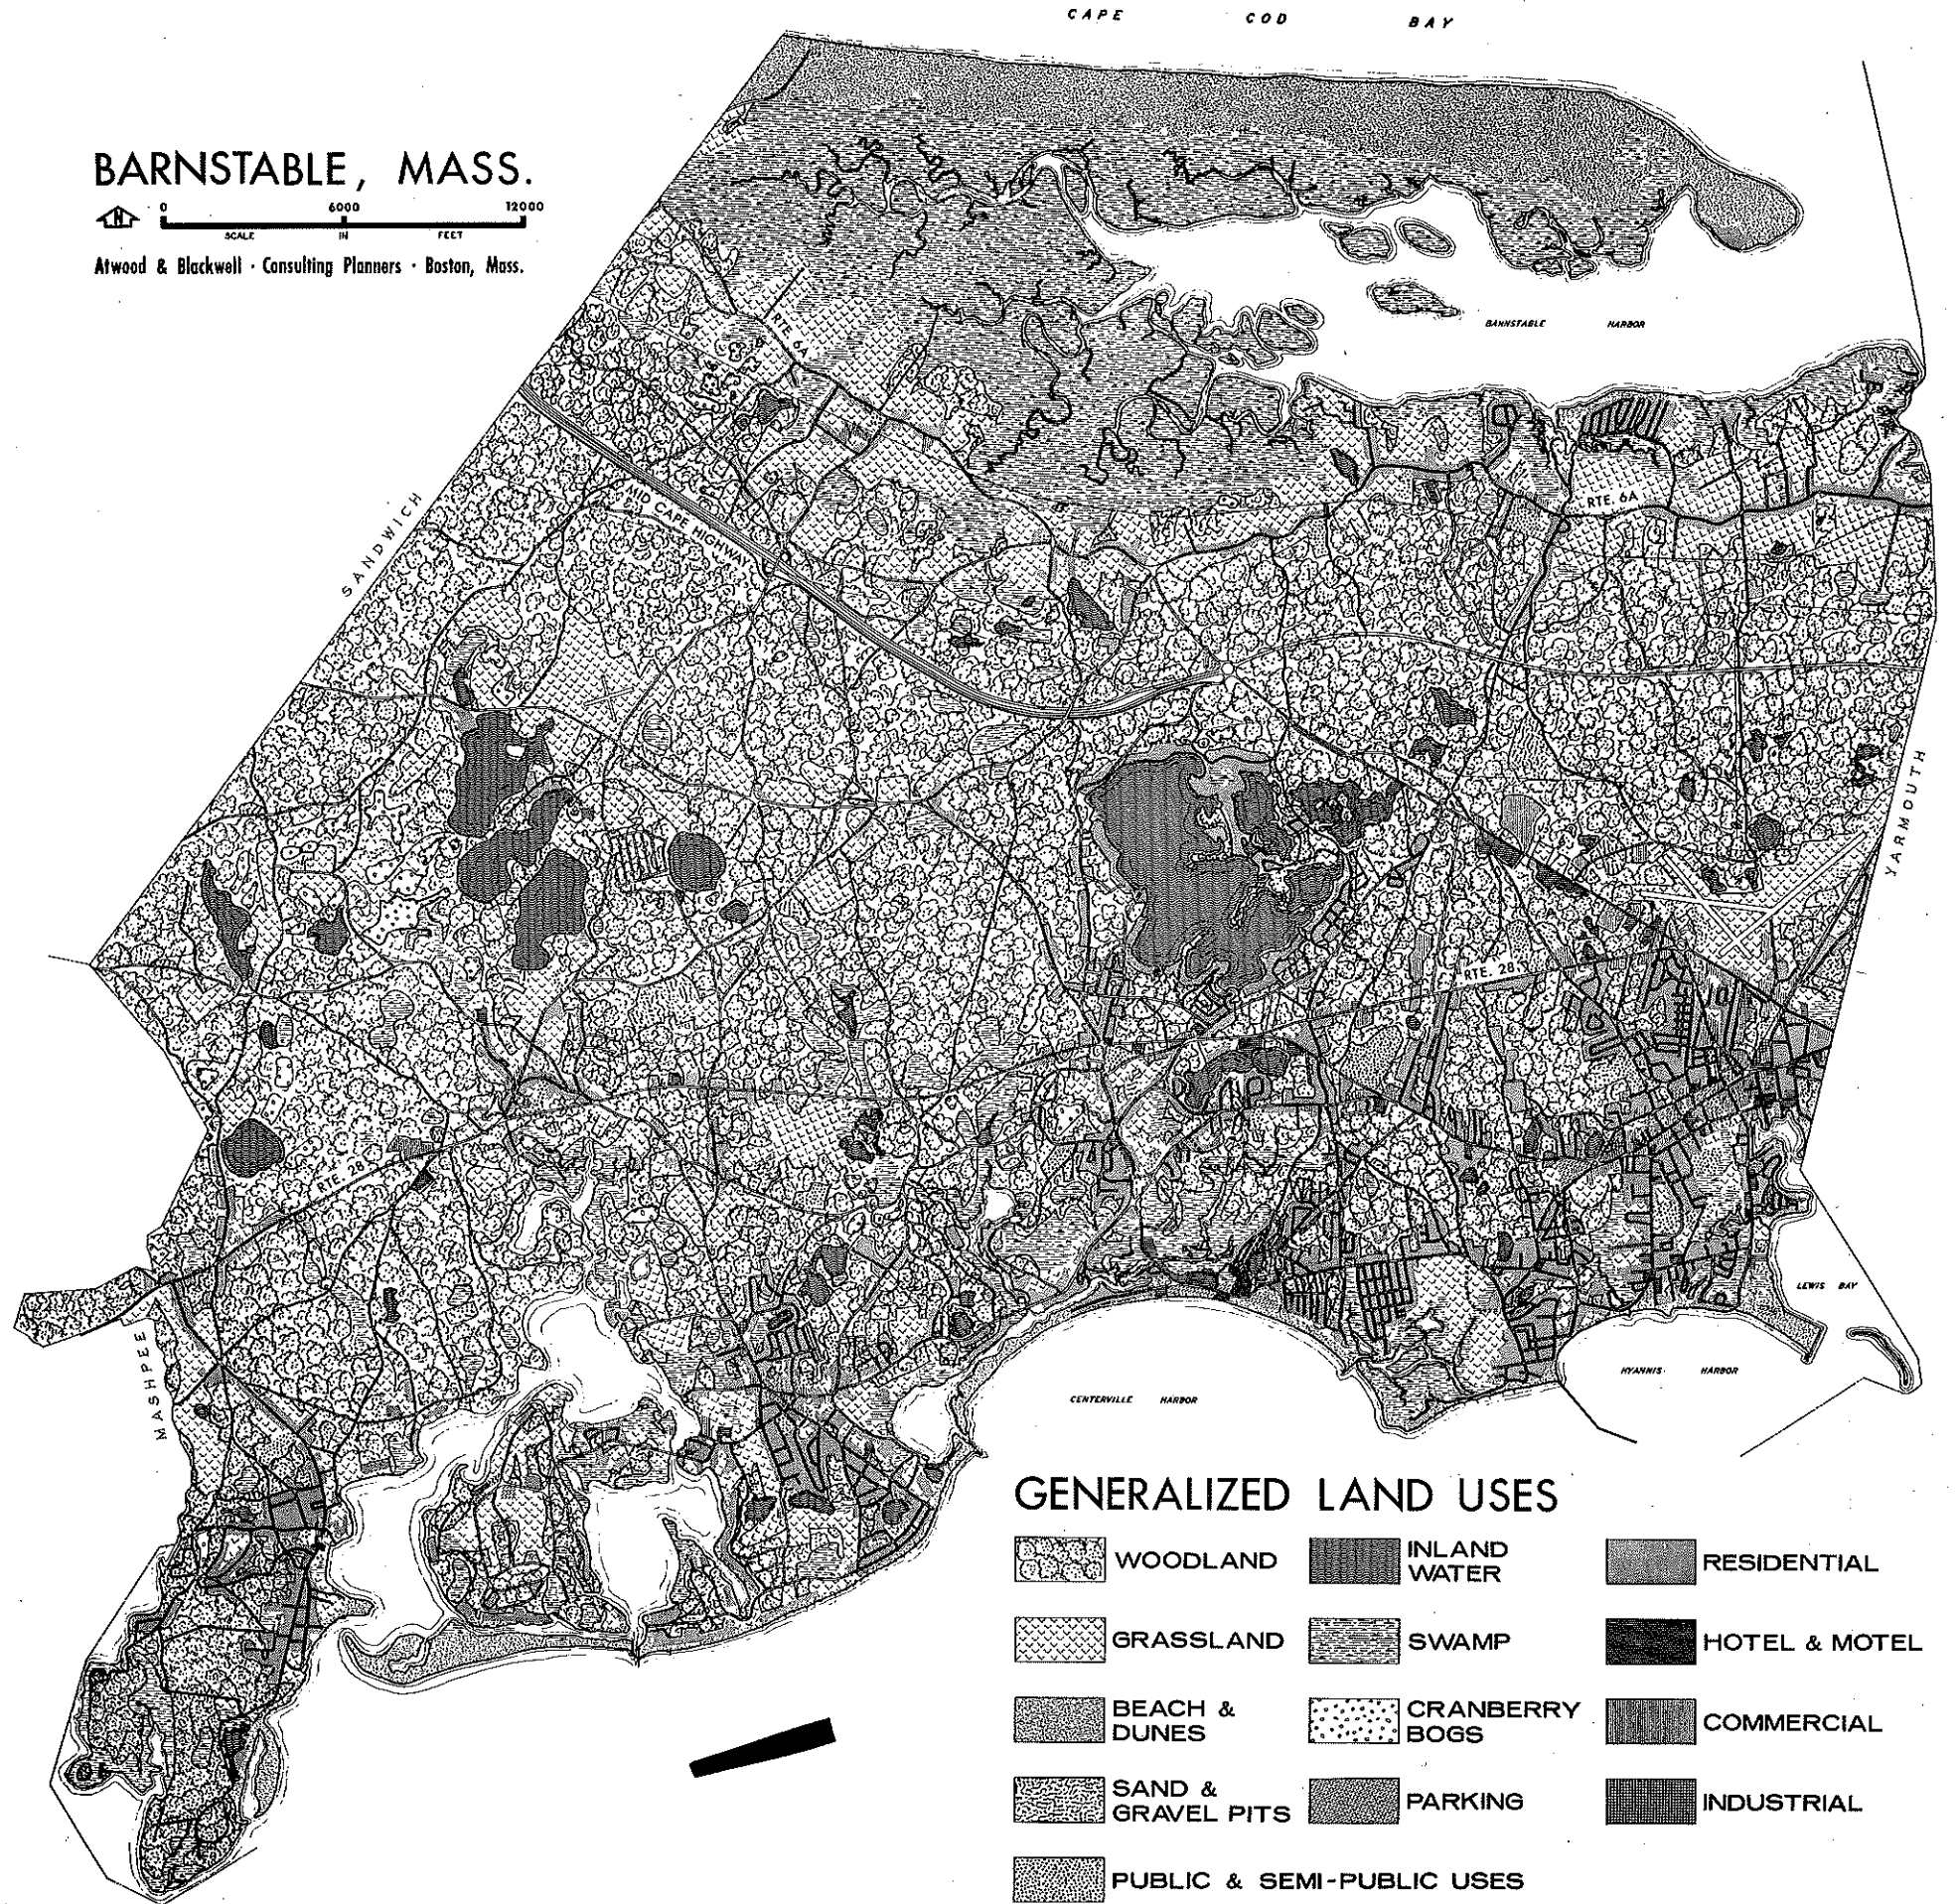 CAPE COD BAY
BARNSTABLE, MASS.
N
0 6000 12000
SCALE IN FEET
Atwood & Blackwell · Consulting Planners · Boston, Mass.
RTE. 6A
BARNSTABLE HARBOR
SANDWICH
MID CAPE HIGHWAY
RTE. 6A
YARMOUTH
RTE. 28
RTE. 28
MASHPEE
LEWIS BAY
HYANNIS HARBOR
CENTERVILLE HARBOR
GENERALIZED LAND USES
WOODLAND
INLAND
WATER
RESIDENTIAL
GRASSLAND
SWAMP
HOTEL & MOTEL
BEACH &
DUNES
CRANBERRY
BOGS
COMMERCIAL
SAND &
GRAVEL PITS
PARKING
INDUSTRIAL
PUBLIC & SEMI-PUBLIC USES